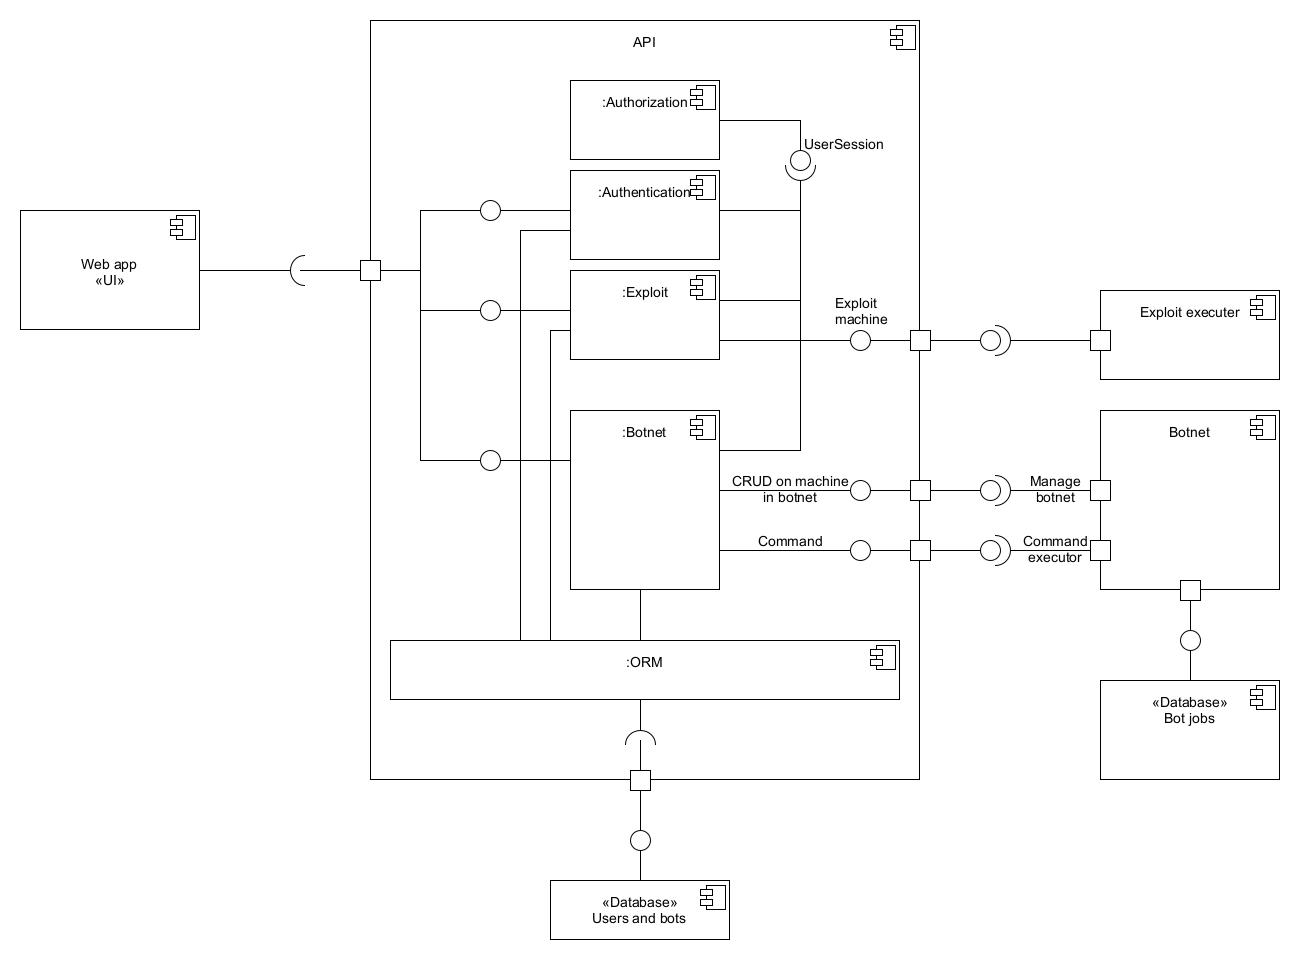 API
:Authorization
UserSession
:Authentication
Web app
«UI»
:Exploit
Exploit
machine
Exploit executer
:Botnet
Botnet
CRUD on machine
in botnet
Manage
botnet
Command
Command
executor
:ORM
«Database»
Bot jobs
«Database»
Users and bots